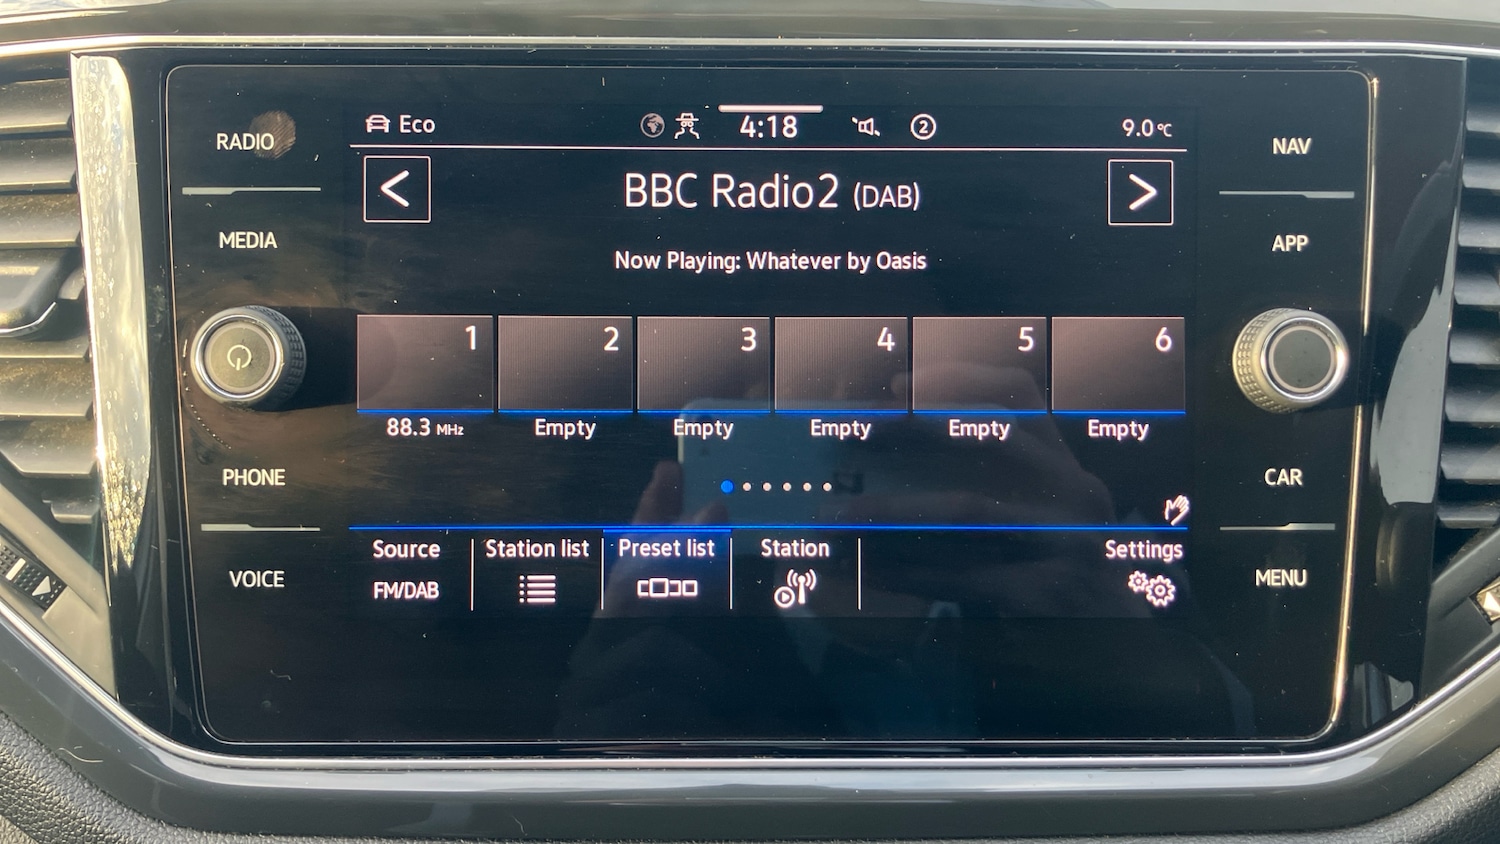 RADIO
MEDIA
PHONE
VOICE
Eco
4:18
2
9.0°C
<
BBC Radio2 (DAB)
>
Now Playing: Whatever by Oasis
1 2 3 4 5 6
88.3 MHz Empty Empty Empty Empty Empty
Source Station list Preset list Station Settings
FM/DAB
NAV
APP
CAR
MENU